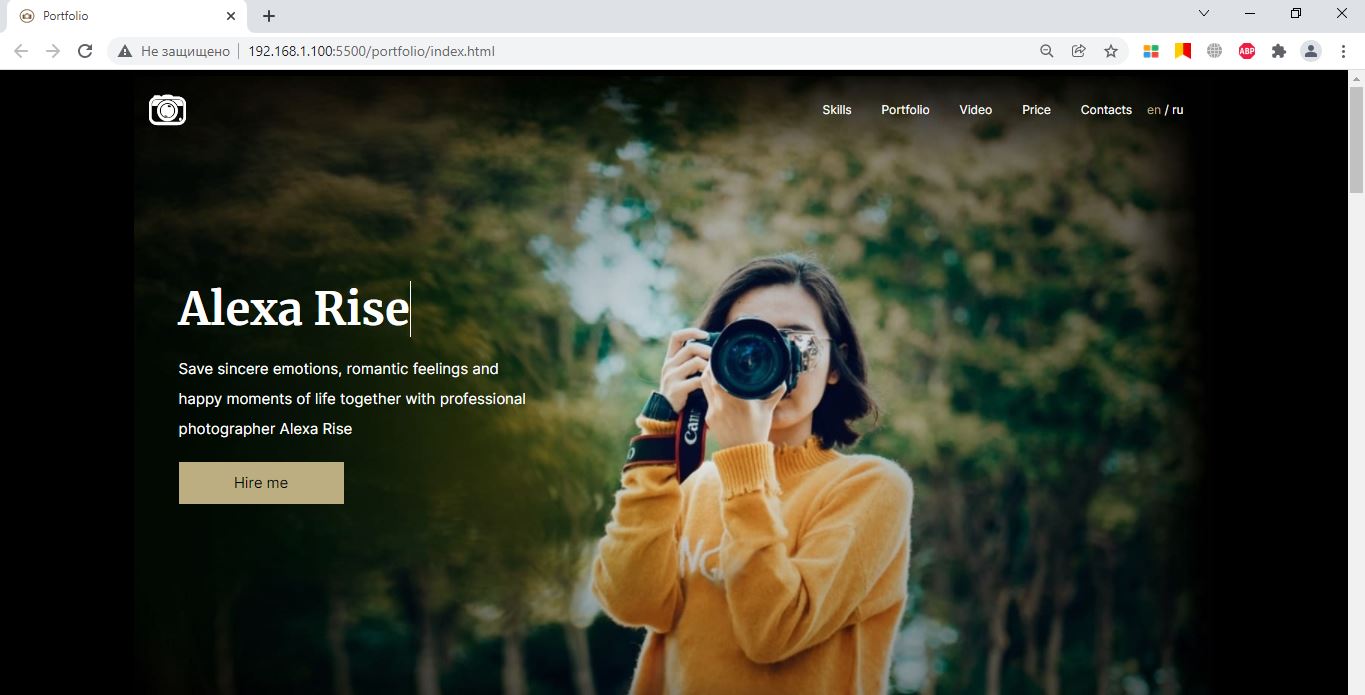 Portfolio
Не защищено
192.168.1.100:5500/portfolio/index.html
ABP
Skills
Portfolio
Video
Price
Contacts
en / ru
Alexa Rise
Save sincere emotions, romantic feelings and
happy moments of life together with professional
photographer Alexa Rise
Hire me